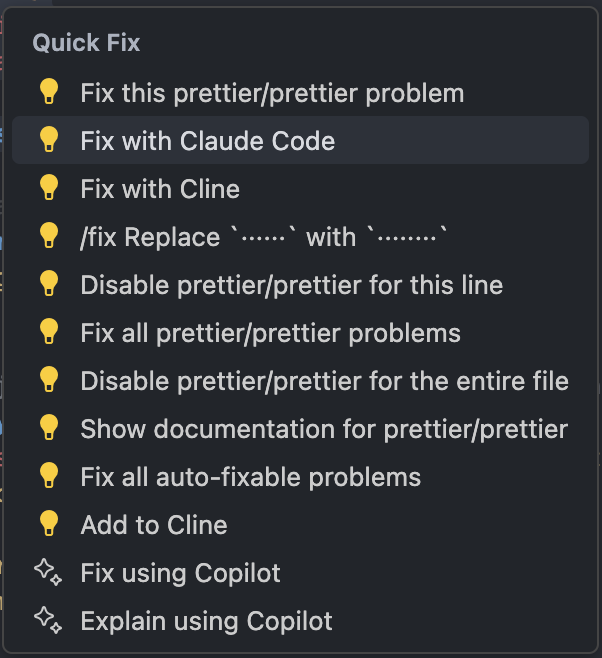 Quick Fix
Fix this prettier/prettier problem
Fix with Claude Code
Fix with Cline
/fix Replace `······` with `········`
Disable prettier/prettier for this line
Fix all prettier/prettier problems
Disable prettier/prettier for the entire file
Show documentation for prettier/prettier
Fix all auto-fixable problems
Add to Cline
Fix using Copilot
Explain using Copilot